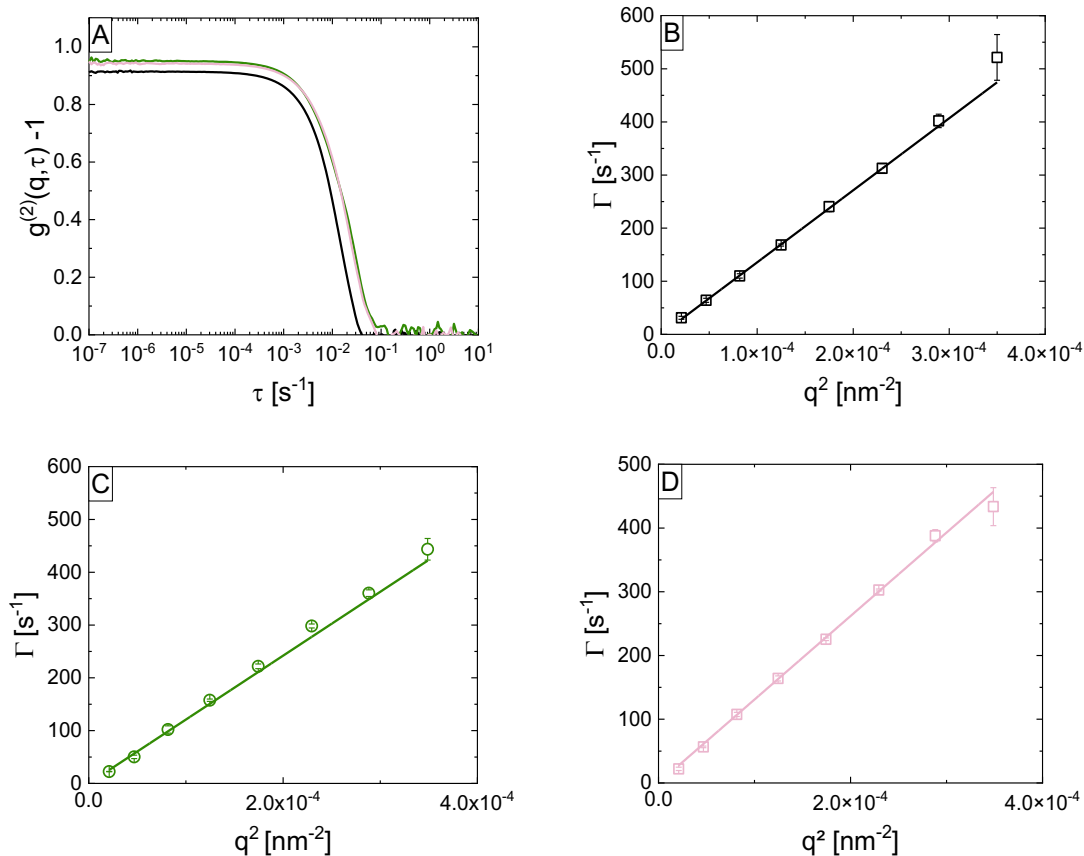 A
1.0
0.8
0.6
0.4
0.2
0.0
g⁽²⁾(q,τ) -1
10⁻⁷ 10⁻⁶ 10⁻⁵ 10⁻⁴ 10⁻³ 10⁻² 10⁻¹ 10⁰ 10¹
τ [s⁻¹]
B
600
500
400
300
200
100
0
Γ [s⁻¹]
0.0 1.0×10⁻⁴ 2.0×10⁻⁴ 3.0×10⁻⁴ 4.0×10⁻⁴
q² [nm⁻²]
C
600
500
400
300
200
100
0
Γ [s⁻¹]
0.0 2.0×10⁻⁴ 4.0×10⁻⁴
q² [nm⁻²]
D
500
400
300
200
100
0
Γ [s⁻¹]
0.0 2.0×10⁻⁴ 4.0×10⁻⁴
q² [nm⁻²]